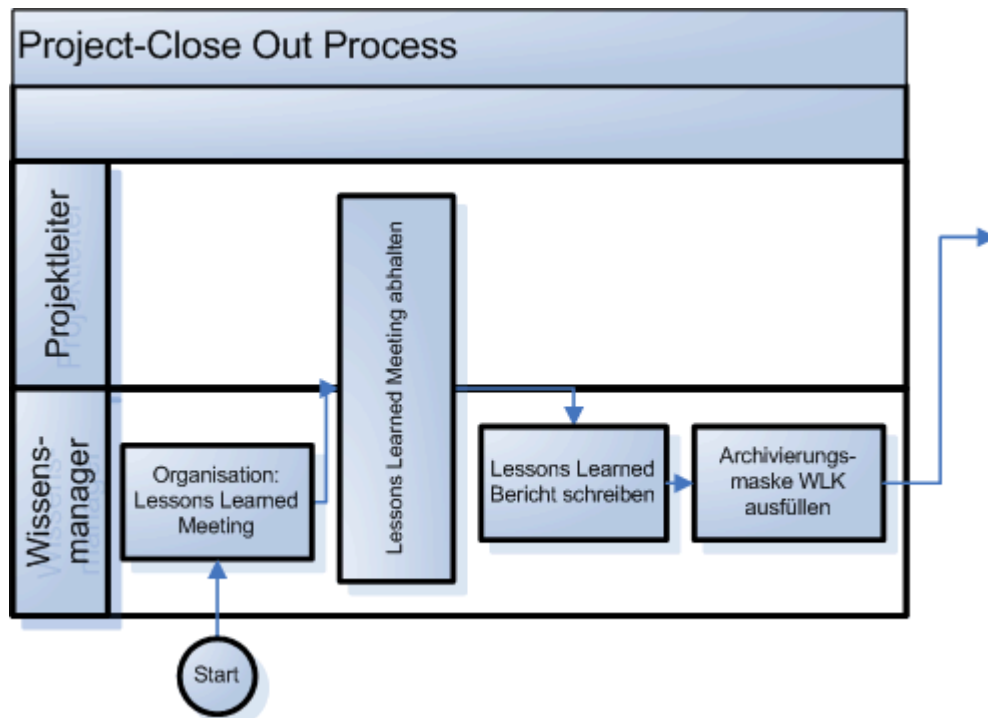 Project-Close Out Process
Projektleiter
Lessons Learned Meeting abhalten
Wissens-
manager
Organisation:
Lessons Learned
Meeting
Lessons Learned
Bericht schreiben
Archivierungs-
maske WLK
ausfüllen
Start